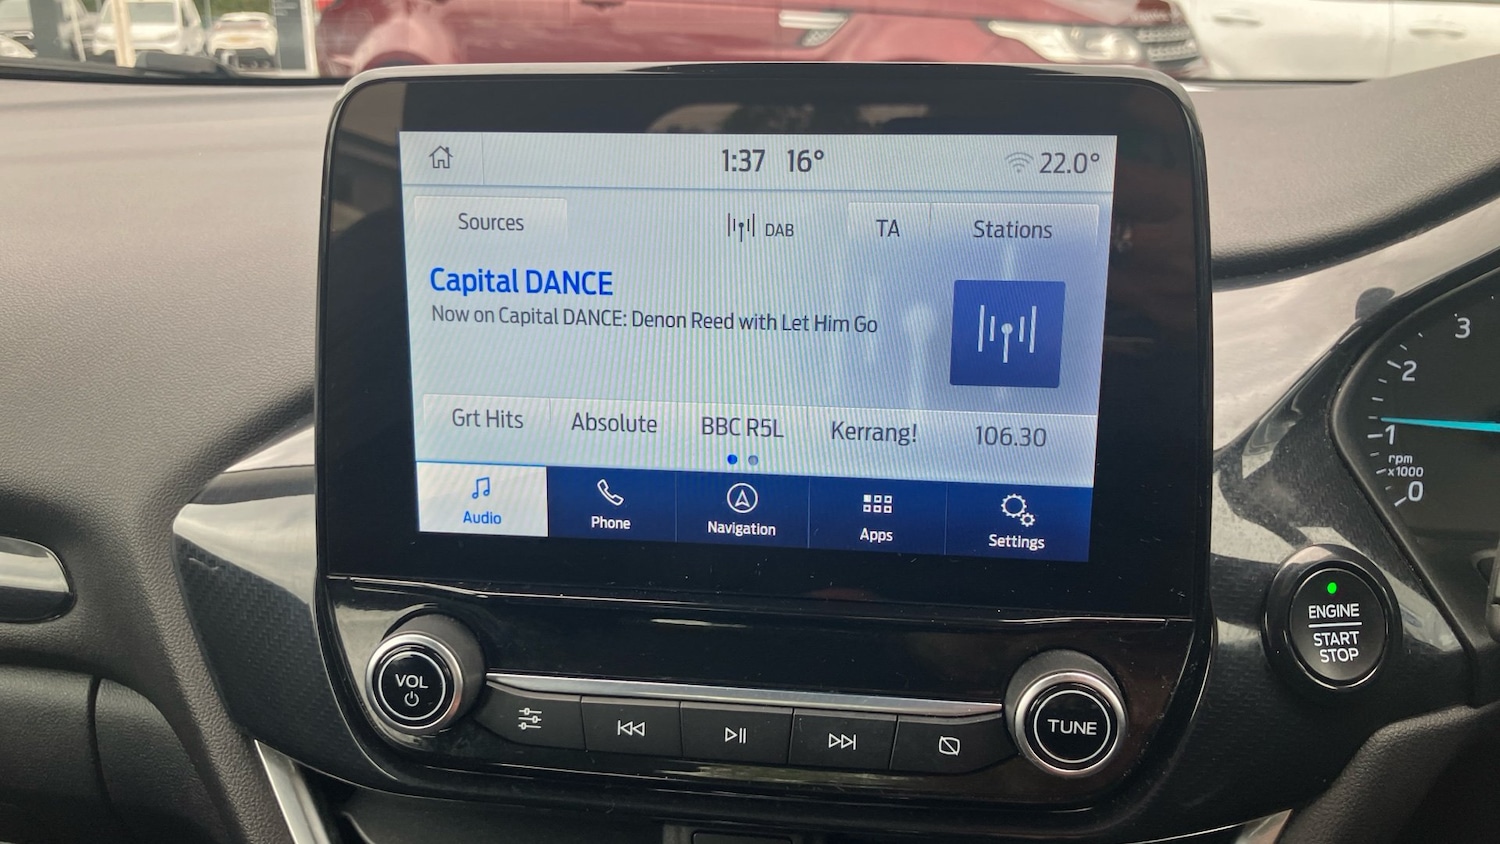 1:37 16° 22.0°
Sources DAB TA Stations
Capital DANCE
Now on Capital DANCE: Denon Reed with Let Him Go
Grt Hits Absolute BBC R5L Kerrang! 106.30
Audio Phone Navigation Apps Settings
VOL
TUNE
ENGINE
START
STOP
3
2
1
rpm
x1000
0